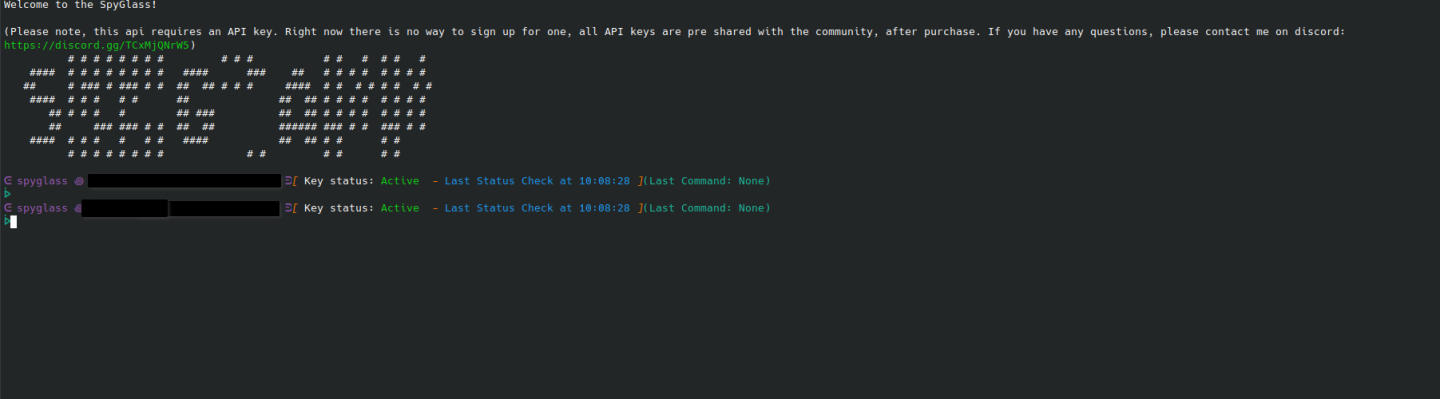 Welcome to the SpyGlass!
(Please note, this api requires an API key. Right now there is no way to sign up for one, all API keys are pre shared with the community, after purchase. If you have any questions, please contact me on discord:
https://discord.gg/TCxMjQNrW5)
spyglass @ [ Key status: Active - Last Status Check at 10:08:28 ](Last Command: None)
spyglass @ [ Key status: Active - Last Status Check at 10:08:28 ](Last Command: None)